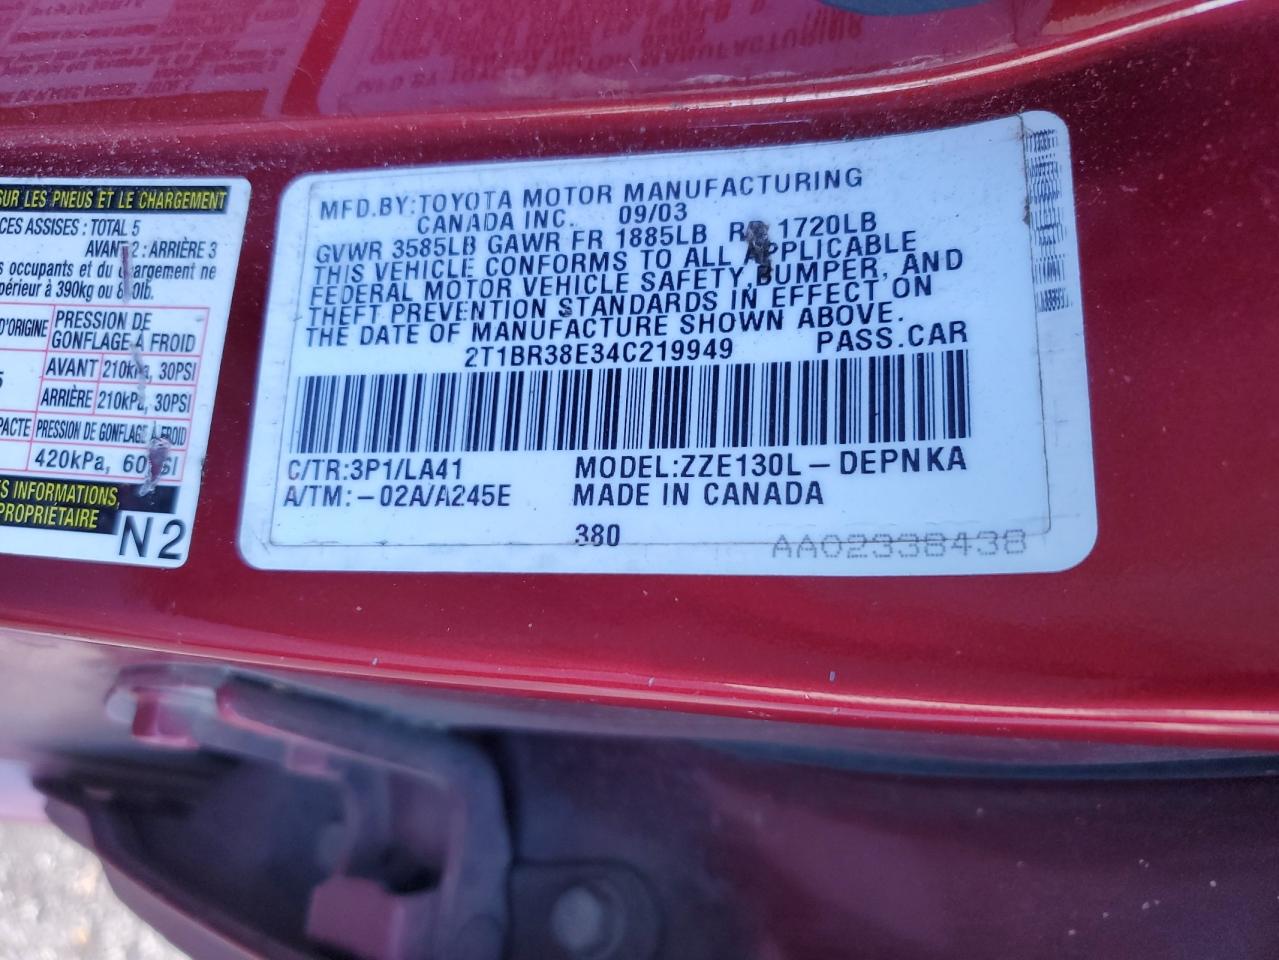 SUR LES PNEUS ET LE CHARGEMENT
CES ASSISES : TOTAL 5
AVANT 2 : ARRIÈRE 3
s occupants et du chargement ne
périeur à 390kg ou 860lb.
D'ORIGINE PRESSION DE
GONFLAGE À FROID
AVANT 210kPa, 30PSI
5
ARRIÈRE 210kPa, 30PSI
PACTE PRESSION DE GONFLAGE À FROID
420kPa, 60PSI
ES INFORMATIONS,
PROPRIÉTAIRE
N2
MFD.BY:TOYOTA MOTOR MANUFACTURING
CANADA INC. 09/03
GVWR 3585LB GAWR FR 1885LB RR 1720LB
THIS VEHICLE CONFORMS TO ALL APPLICABLE
FEDERAL MOTOR VEHICLE SAFETY,BUMPER, AND
THEFT PREVENTION STANDARDS IN EFFECT ON
THE DATE OF MANUFACTURE SHOWN ABOVE.
2T1BR38E34C219949 PASS.CAR
C/TR:3P1/LA41 MODEL:ZZE130L-DEPNKA
A/TM:-02A/A245E MADE IN CANADA
380
AA02338438